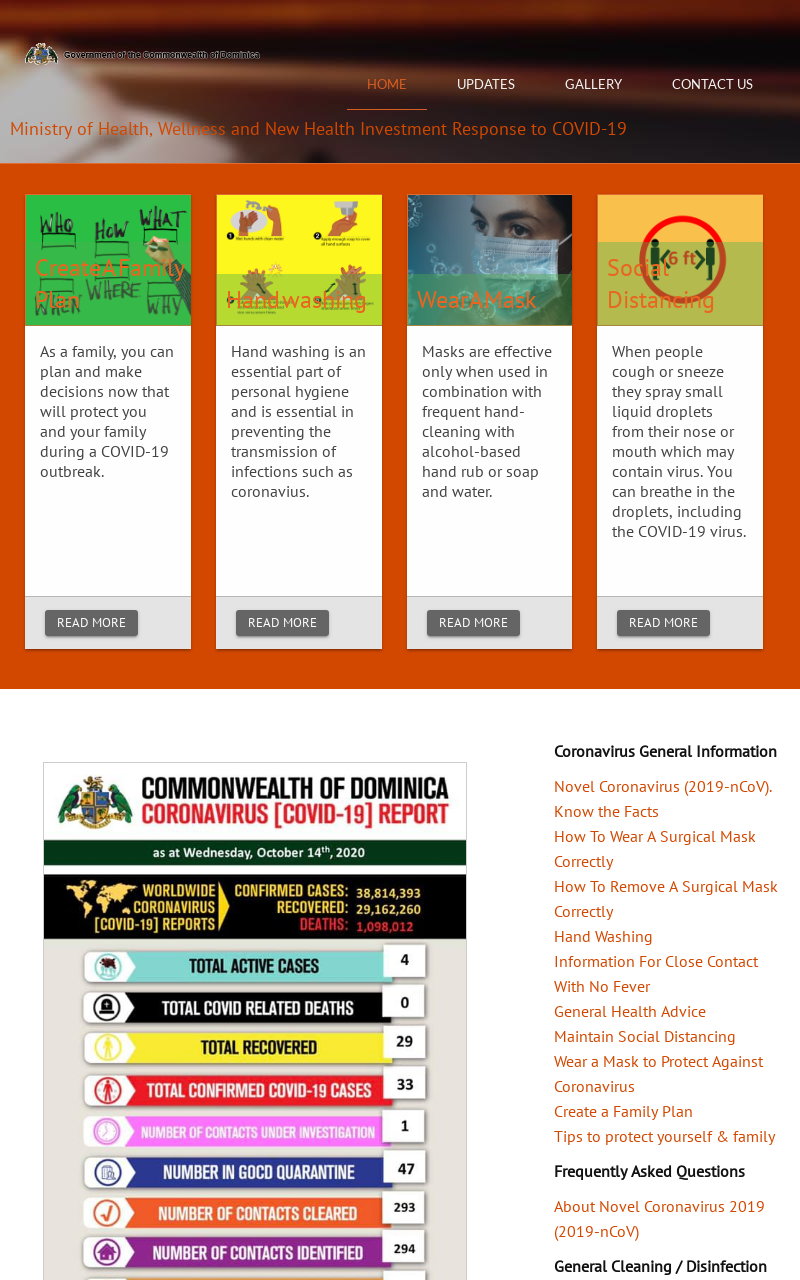 Government of the Commonwealth of Dominica
HOME
UPDATES
GALLERY
CONTACT US
Ministry of Health, Wellness and New Health Investment Response to COVID-19
WHO
HOW
WHAT
WHEN
WHERE
WHY
CreateAFamily
Plan
1
2
Handwashing
WearAMask
6 ft
Social
Distancing
As a family, you can
plan and make
decisions now that
will protect you
and your family
during a COVID-19
outbreak.
Hand washing is an
essential part of
personal hygiene
and is essential in
preventing the
transmission of
infections such as
coronavius.
Masks are effective
only when used in
combination with
frequent hand-
cleaning with
alcohol-based
hand rub or soap
and water.
When people
cough or sneeze
they spray small
liquid droplets
from their nose or
mouth which may
contain virus. You
can breathe in the
droplets, including
the COVID-19 virus.
READ MORE
READ MORE
READ MORE
READ MORE
COMMONWEALTH OF DOMINICA
CORONAVIRUS [COVID-19] REPORT
as at Wednesday, October 14th, 2020
WORLDWIDE
CORONAVIRUS
[COVID-19] REPORTS
CONFIRMED CASES: 38,814,393
RECOVERED: 29,162,260
DEATHS: 1,098,012
TOTAL ACTIVE CASES 4
TOTAL COVID RELATED DEATHS 0
TOTAL RECOVERED 29
TOTAL CONFIRMED COVID-19 CASES 33
NUMBER OF CONTACTS UNDER INVESTIGATION 1
NUMBER IN GOCD QUARANTINE 47
NUMBER OF CONTACTS CLEARED 293
NUMBER OF CONTACTS IDENTIFIED 294
Coronavirus General Information
Novel Coronavirus (2019-nCoV).
Know the Facts
How To Wear A Surgical Mask
Correctly
How To Remove A Surgical Mask
Correctly
Hand Washing
Information For Close Contact
With No Fever
General Health Advice
Maintain Social Distancing
Wear a Mask to Protect Against
Coronavirus
Create a Family Plan
Tips to protect yourself & family
Frequently Asked Questions
About Novel Coronavirus 2019
(2019-nCoV)
General Cleaning / Disinfection